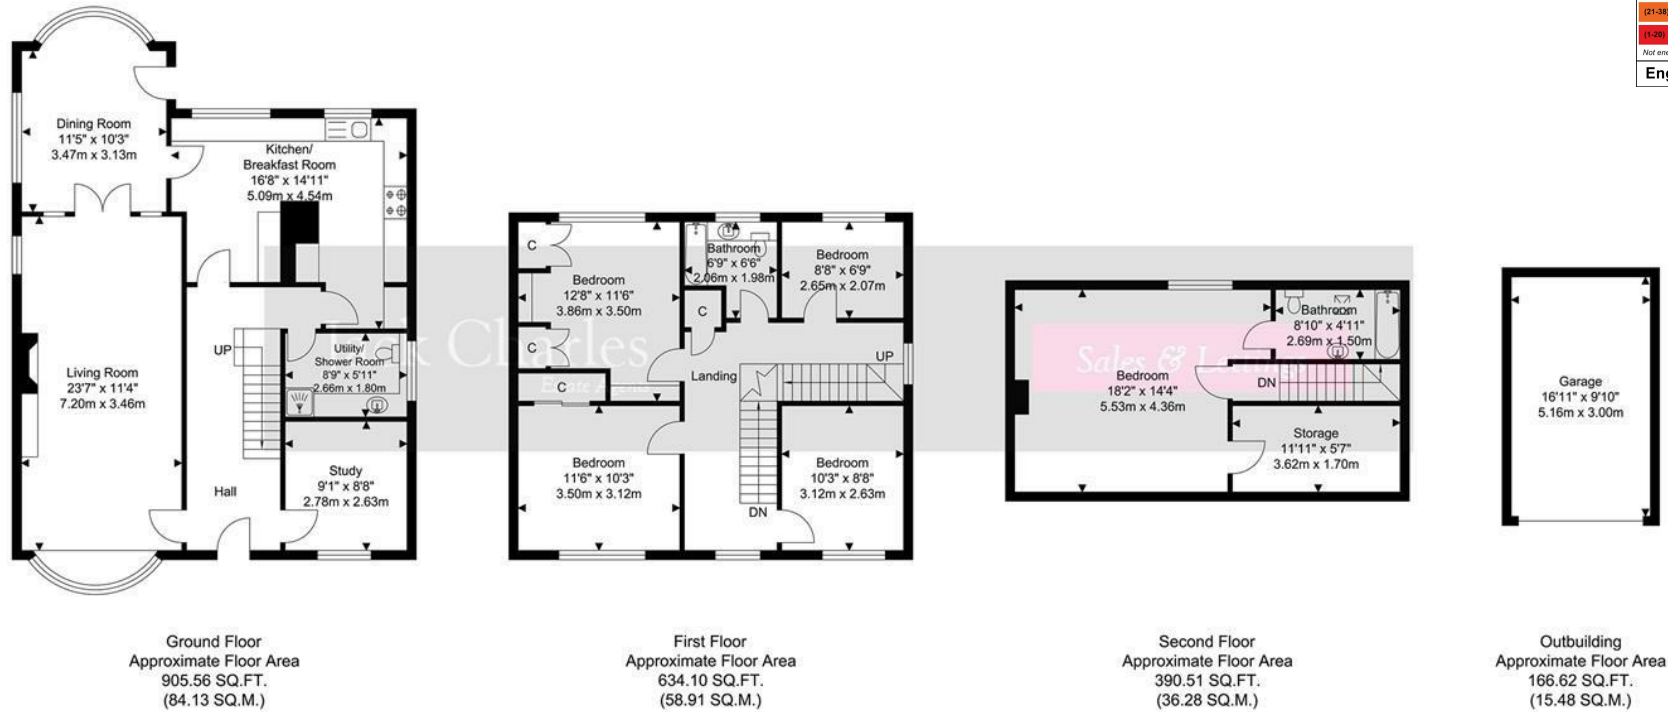 (21-38)
(1-20)
Eng
Dining Room
11'5" x 10'3"
3.47m x 3.13m
Kitchen/
Breakfast Room
16'8" x 14'11"
5.09m x 4.54m
UP
Utility/
Shower Room
8'9" x 5'11"
2.66m x 1.80m
Living Room
23'7" x 11'4"
7.20m x 3.46m
Study
9'1" x 8'8"
2.78m x 2.63m
Hall
C
Bedroom
12'8" x 11'6"
3.86m x 3.50m
C
C
Bathroom
6'9" x 6'6"
2.06m x 1.98m
C
Bedroom
8'8" x 6'9"
2.65m x 2.07m
Landing
UP
Bedroom
11'6" x 10'3"
3.50m x 3.12m
DN
Bedroom
10'3" x 8'8"
3.12m x 2.63m
Charles
Estate Agents
Sales & Lettings
Bathroom
8'10" x 4'11"
2.69m x 1.50m
Bedroom
18'2" x 14'4"
5.53m x 4.36m
DN
Storage
11'11" x 5'7"
3.62m x 1.70m
Garage
16'11" x 9'10"
5.16m x 3.00m
Ground Floor
Approximate Floor Area
905.56 SQ.FT.
(84.13 SQ.M.)
First Floor
Approximate Floor Area
634.10 SQ.FT.
(58.91 SQ.M.)
Second Floor
Approximate Floor Area
390.51 SQ.FT.
(36.28 SQ.M.)
Outbuilding
Approximate Floor Area
166.62 SQ.FT.
(15.48 SQ.M.)